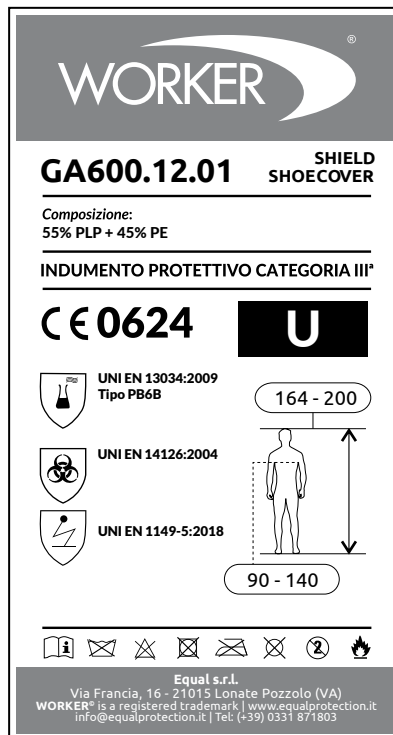 WORKER ®
GA600.12.01
SHIELD
SHOECOVER
Composizione:
55% PLP + 45% PE
INDUMENTO PROTETTIVO CATEGORIA IIIª
CE 0624
U
UNI EN 13034:2009
Tipo PB6B
164 - 200
UNI EN 14126:2004
UNI EN 1149-5:2018
90 - 140
i
2
Equal s.r.l.
Via Francia, 16 - 21015 Lonate Pozzolo (VA)
WORKER® is a registered trademark | www.equalprotection.it
info@equalprotection.it | Tel: (+39) 0331 871803